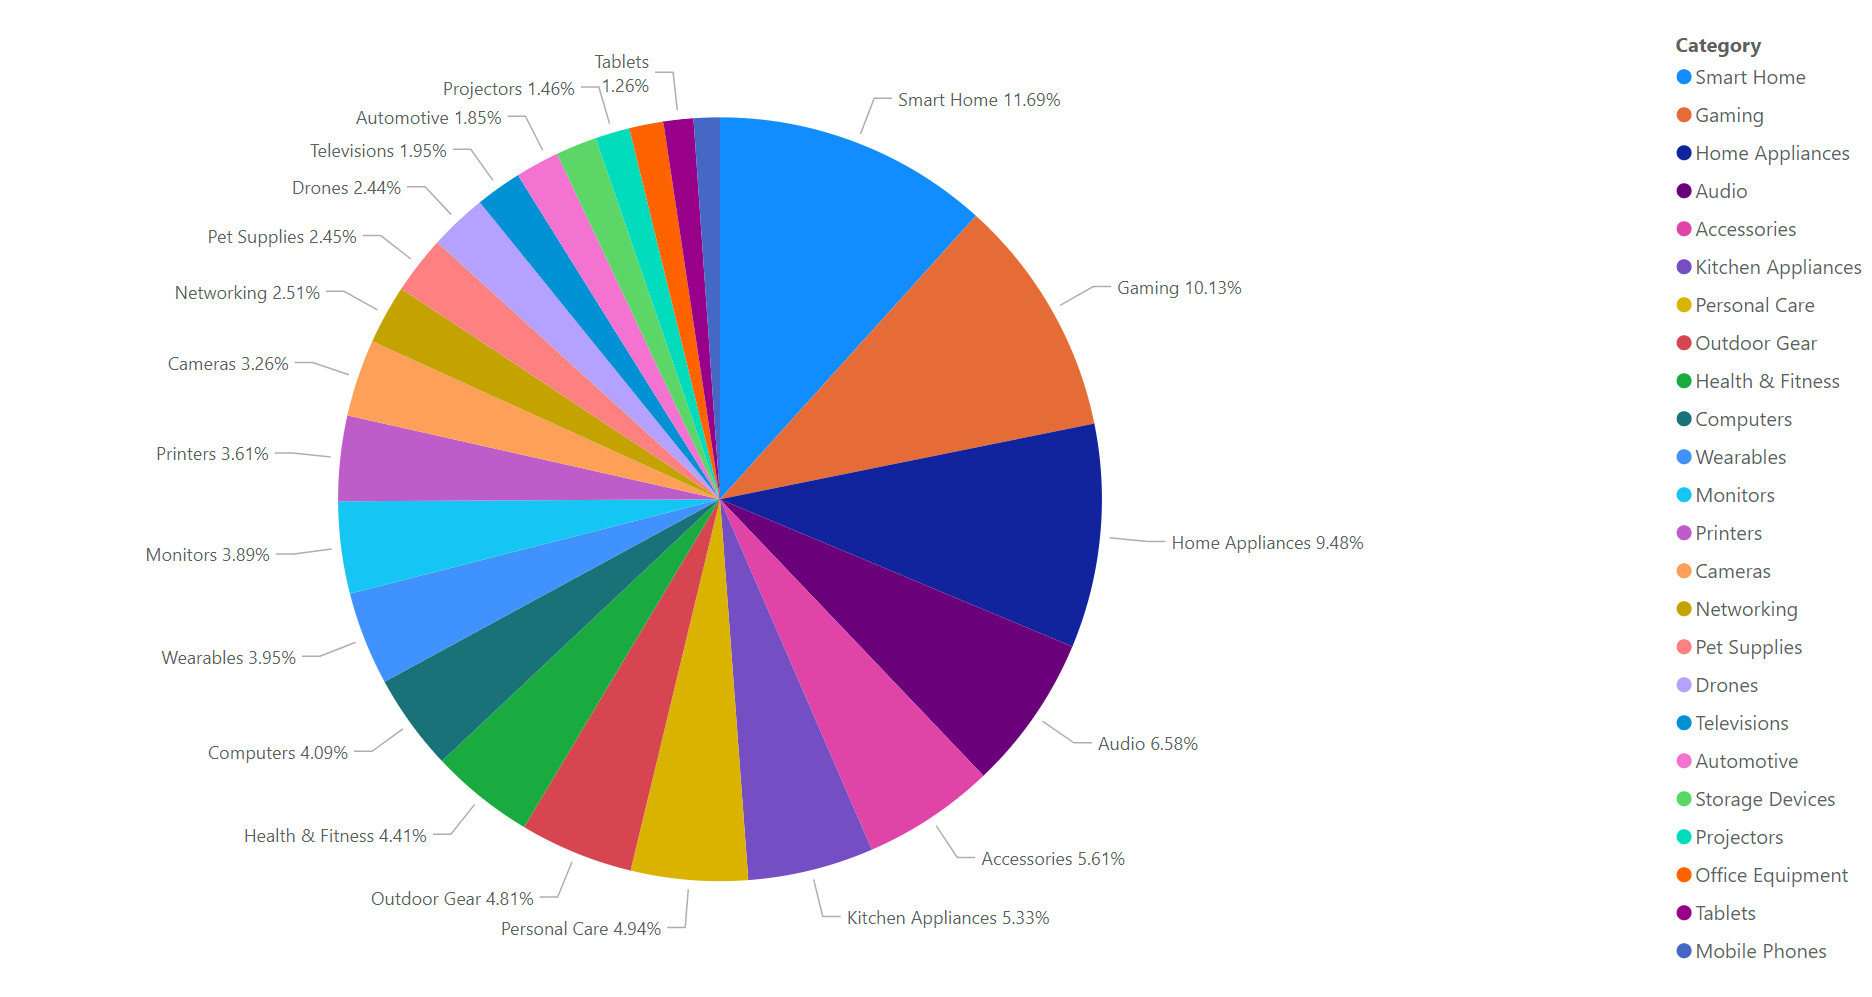 Tablets
1.26%
Projectors 1.46%
Automotive 1.85%
Televisions 1.95%
Drones 2.44%
Pet Supplies 2.45%
Networking 2.51%
Cameras 3.26%
Printers 3.61%
Monitors 3.89%
Wearables 3.95%
Computers 4.09%
Health & Fitness 4.41%
Outdoor Gear 4.81%
Personal Care 4.94%
Smart Home 11.69%
Gaming 10.13%
Home Appliances 9.48%
Audio 6.58%
Accessories 5.61%
Kitchen Appliances 5.33%
Category
Smart Home
Gaming
Home Appliances
Audio
Accessories
Kitchen Appliances
Personal Care
Outdoor Gear
Health & Fitness
Computers
Wearables
Monitors
Printers
Cameras
Networking
Pet Supplies
Drones
Televisions
Automotive
Storage Devices
Projectors
Office Equipment
Tablets
Mobile Phones